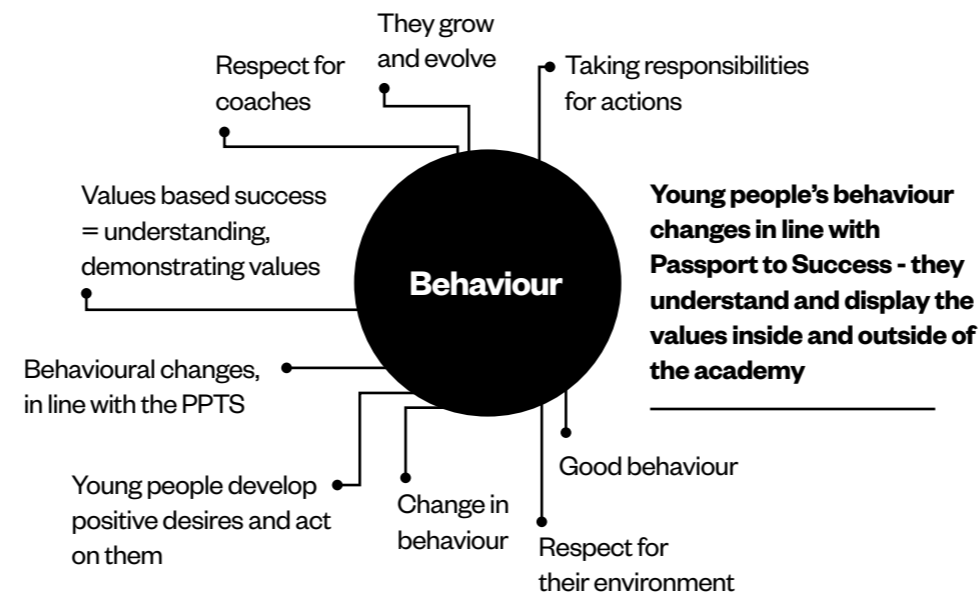 They grow
and evolve
Respect for
coaches
Taking responsibilities
for actions
Values based success
= understanding,
demonstrating values
Young people’s behaviour
changes in line with
Passport to Success - they
understand and display the
values inside and outside of
the academy
Behaviour
Behavioural changes,
in line with the PPTS
Good behaviour
Young people develop
positive desires and act
on them
Change in
behaviour
Respect for
their environment